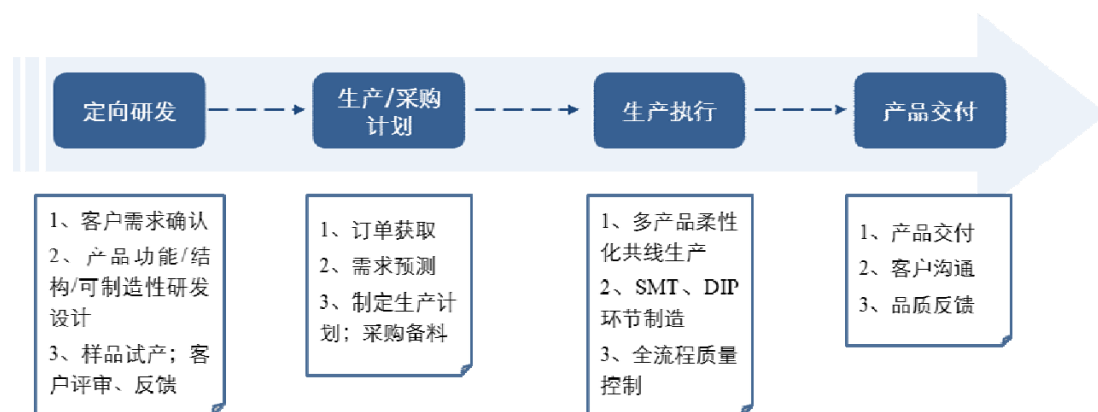 定向研发
生产/采购
计划
生产执行
产品交付
1、客户需求确认
2、产品功能/结
构/可制造性研发
设计
3、样品试产；客
户评审、反馈
1、订单获取
2、需求预测
3、制定生产计
划；采购备料
1、多产品柔性
化共线生产
2、SMT、DIP
环节制造
3、全流程质量
控制
1、产品交付
2、客户沟通
3、品质反馈